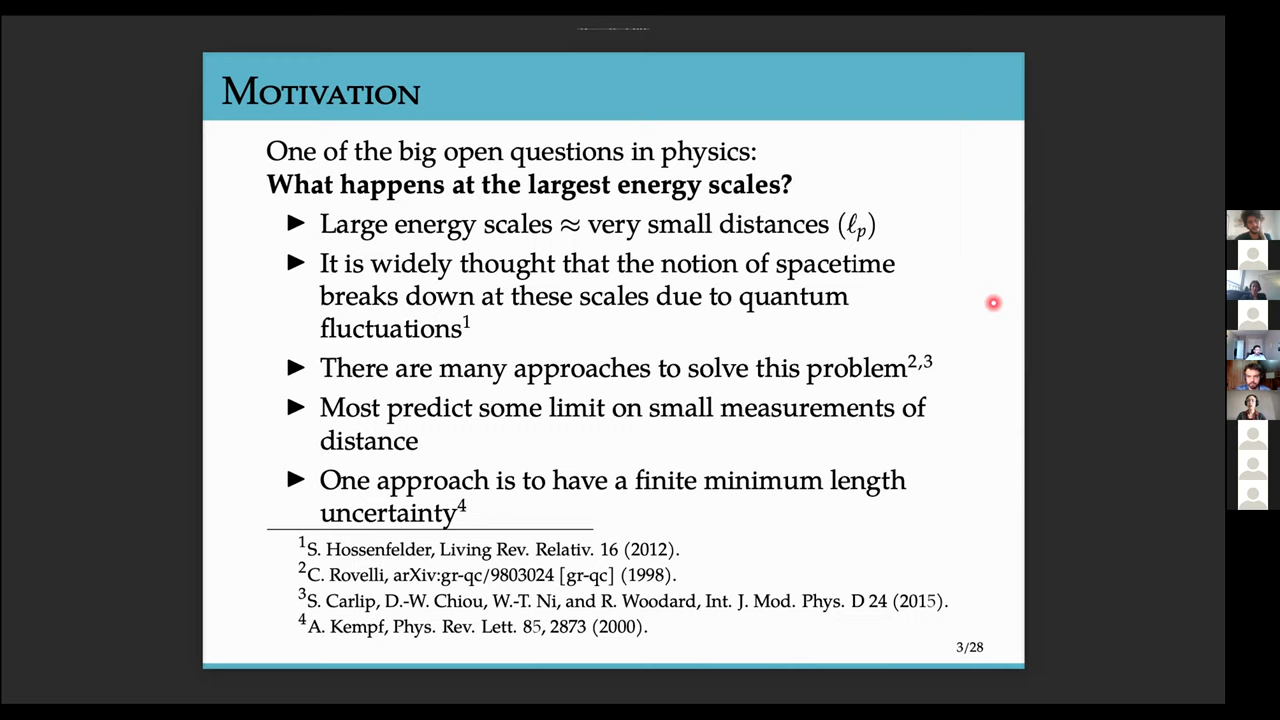 MOTIVATION
One of the big open questions in physics:
What happens at the largest energy scales?
► Large energy scales ≈ very small distances (ℓp)
► It is widely thought that the notion of spacetime
breaks down at these scales due to quantum
fluctuations1
► There are many approaches to solve this problem2,3
► Most predict some limit on small measurements of
distance
► One approach is to have a finite minimum length
uncertainty4
1S. Hossenfelder, Living Rev. Relativ. 16 (2012).
2C. Rovelli, arXiv:gr-qc/9803024 [gr-qc] (1998).
3S. Carlip, D.-W. Chiou, W.-T. Ni, and R. Woodard, Int. J. Mod. Phys. D 24 (2015).
4A. Kempf, Phys. Rev. Lett. 85, 2873 (2000).
3/28